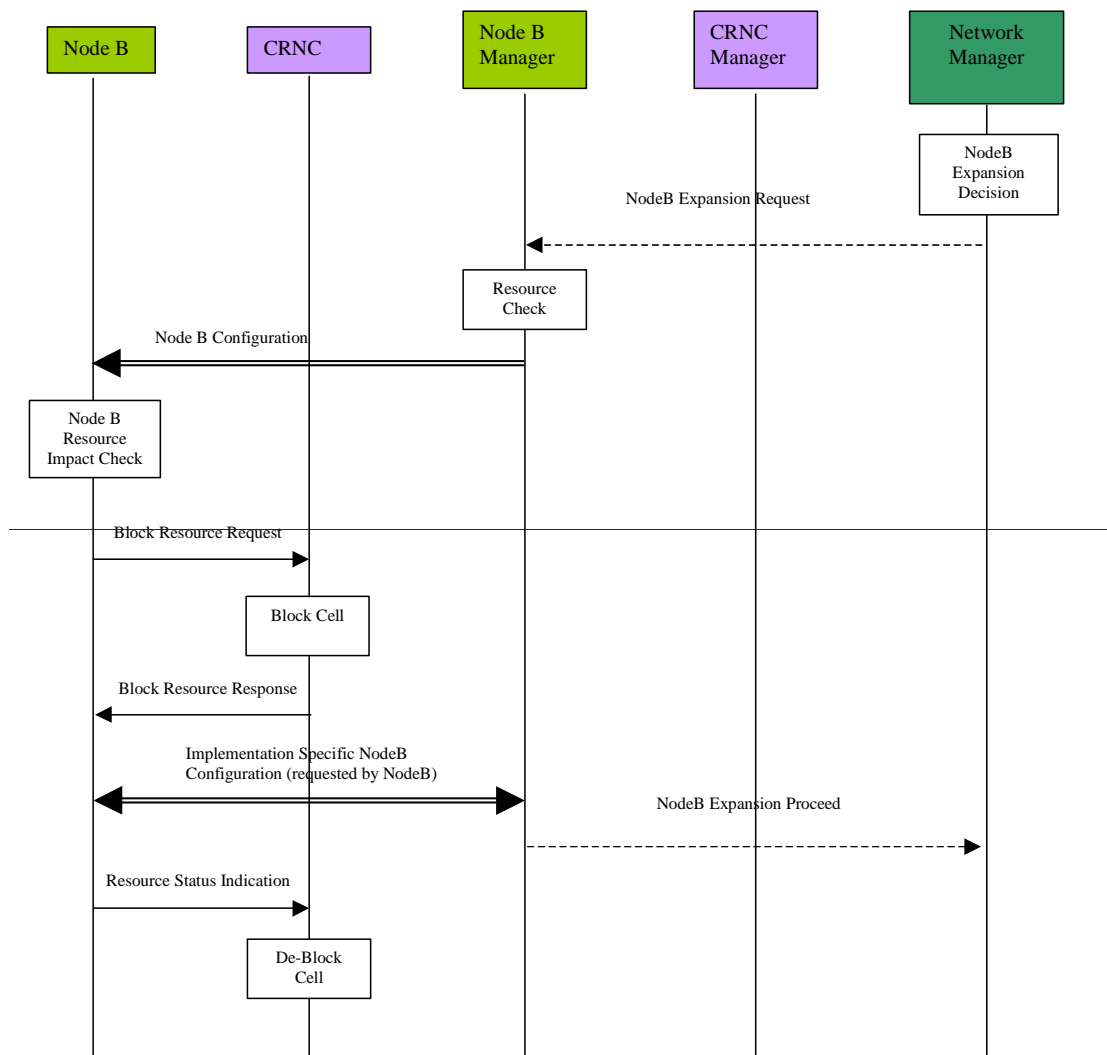 Node B
CRNC
Node B
Manager
CRNC
Manager
Network
Manager
NodeB
Expansion
Decision
NodeB Expansion Request
Resource
Check
Node B Configuration
Node B
Resource
Impact Check
Block Resource Request
Block Cell
Block Resource Response
Implementation Specific NodeB
Configuration (requested by NodeB)
NodeB Expansion Proceed
Resource Status Indication
De-Block
Cell